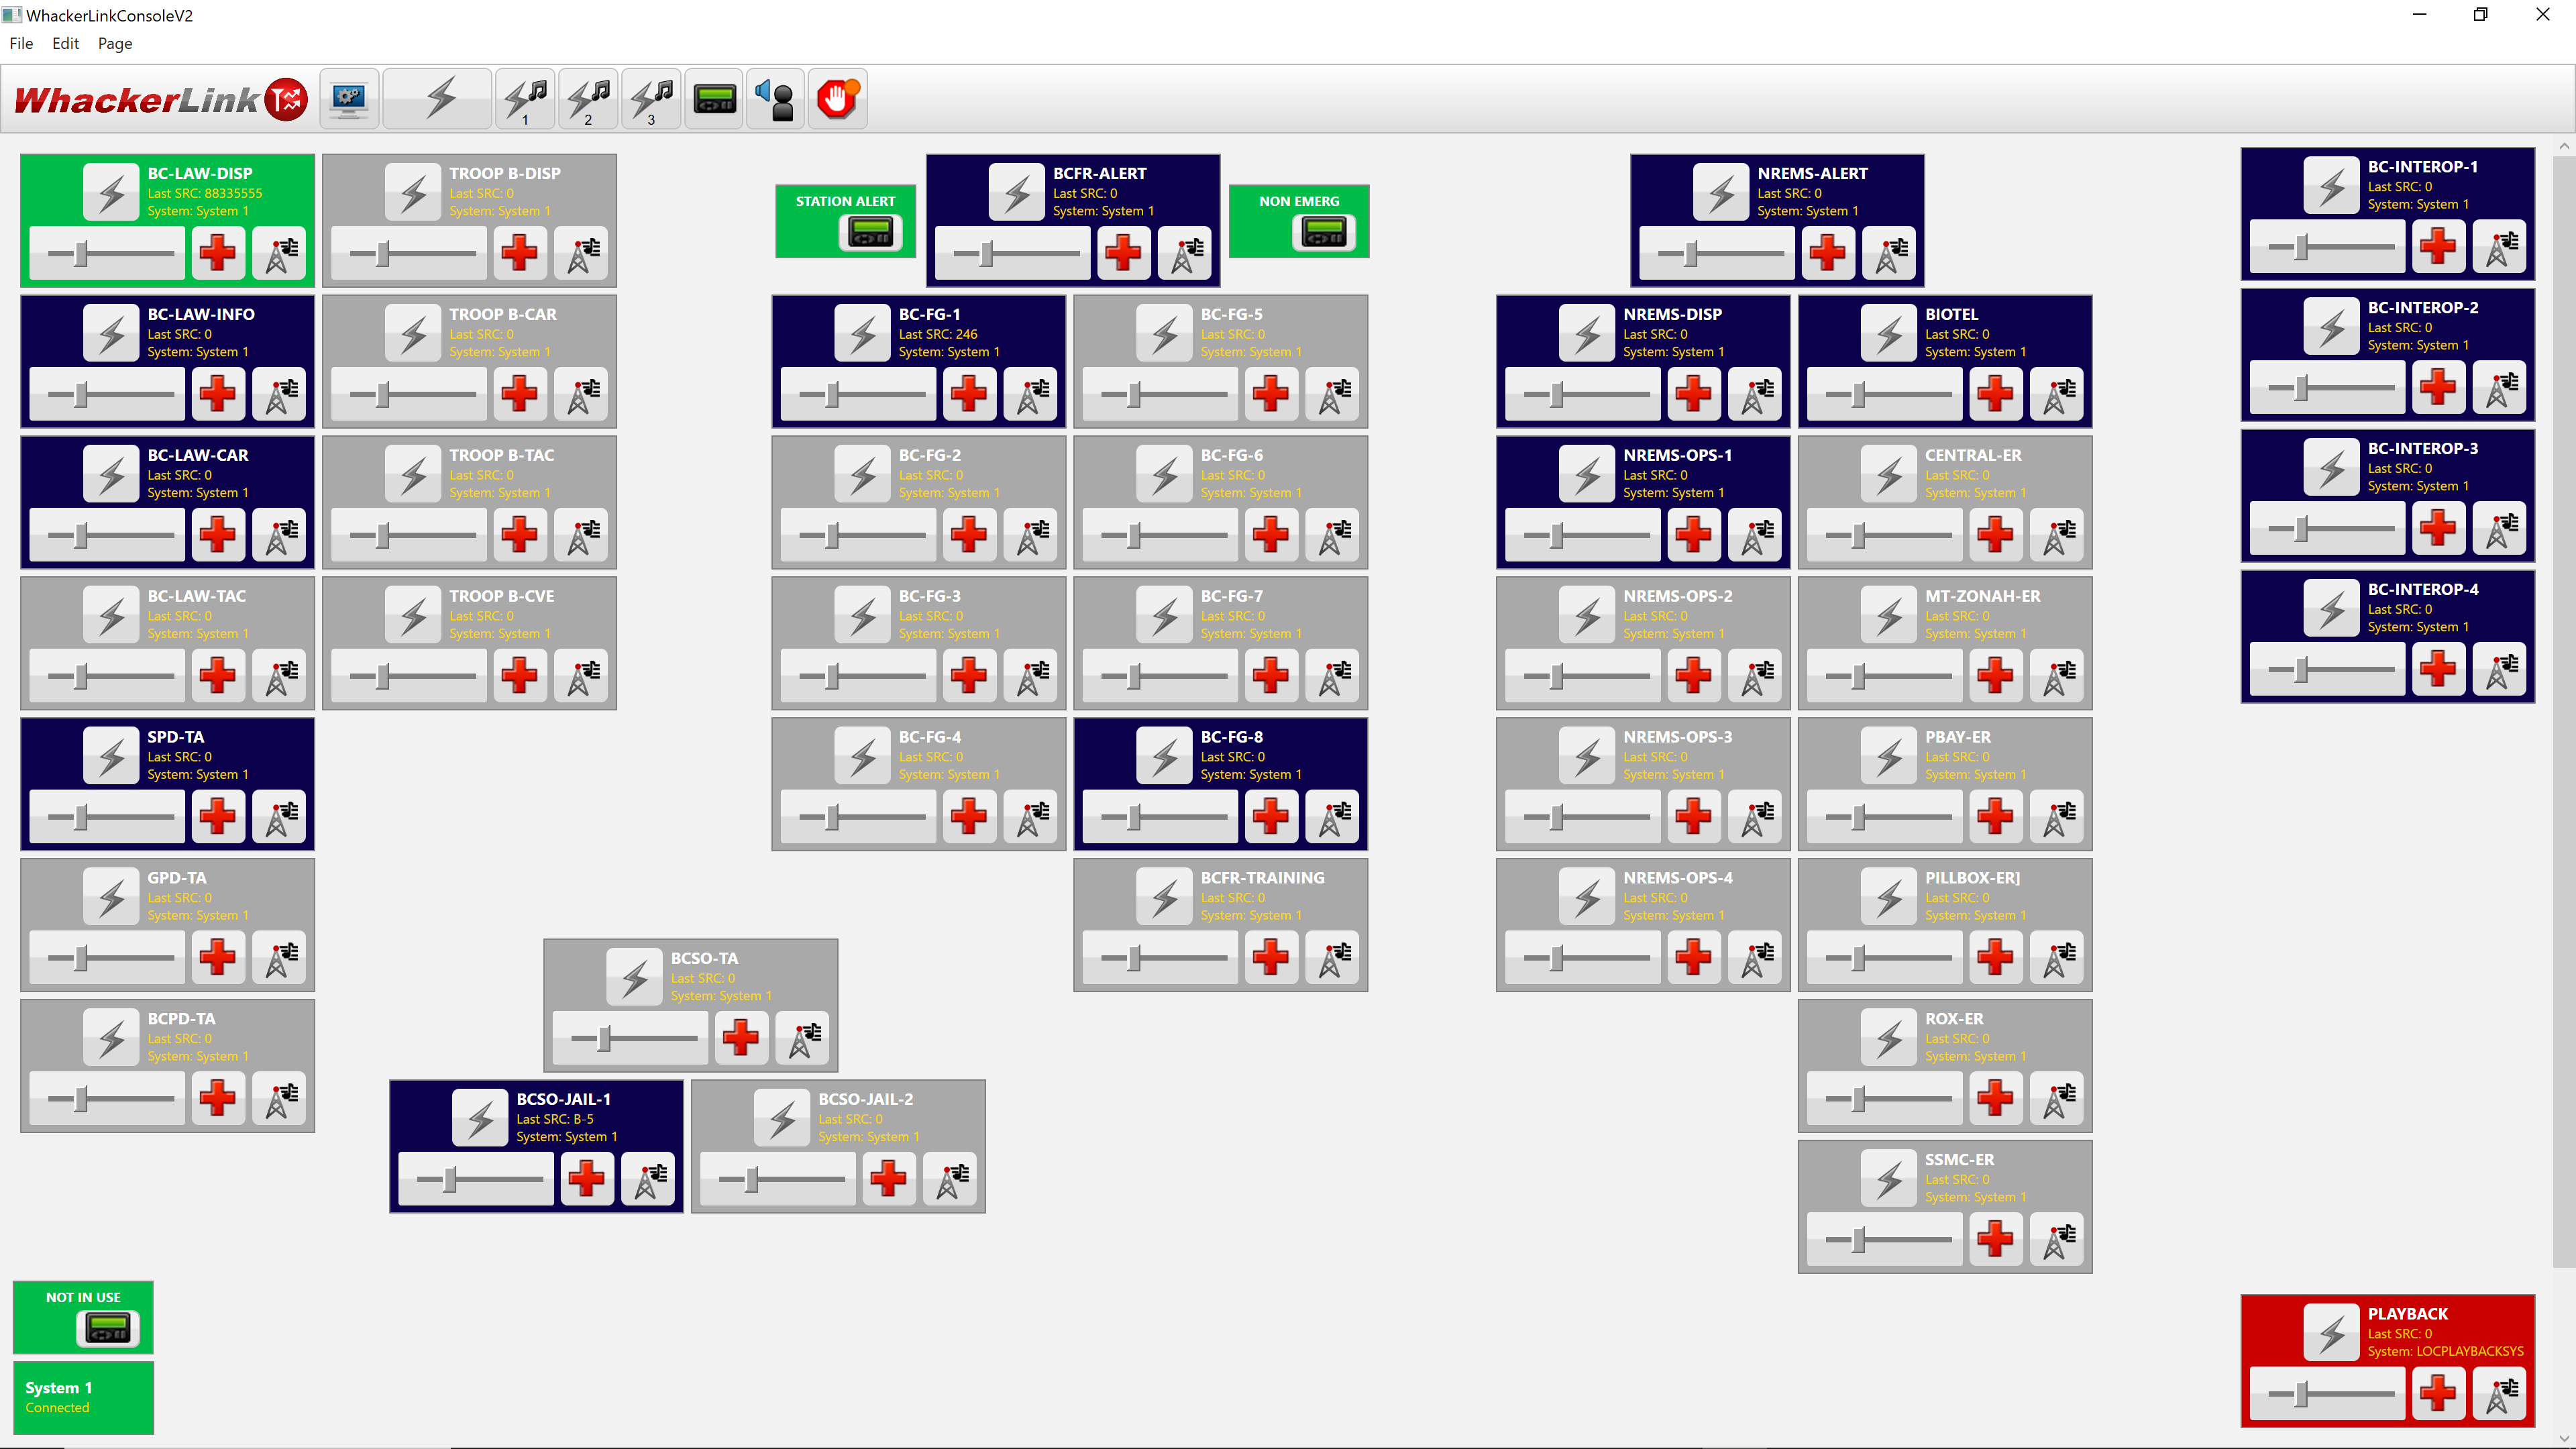 WhackerLinkConsoleV2
File Edit Page
WhackerLink
1 2 3
BC-LAW-DISP
Last SRC: 88335555
System: System 1
TROOP B-DISP
Last SRC: 0
System: System 1
STATION ALERT
BCFR-ALERT
Last SRC: 0
System: System 1
NON EMERG
NREMS-ALERT
Last SRC: 0
System: System 1
BC-INTEROP-1
Last SRC: 0
System: System 1
BC-LAW-INFO
Last SRC: 0
System: System 1
TROOP B-CAR
Last SRC: 0
System: System 1
BC-FG-1
Last SRC: 246
System: System 1
BC-FG-5
Last SRC: 0
System: System 1
NREMS-DISP
Last SRC: 0
System: System 1
BIOTEL
Last SRC: 0
System: System 1
BC-INTEROP-2
Last SRC: 0
System: System 1
BC-LAW-CAR
Last SRC: 0
System: System 1
TROOP B-TAC
Last SRC: 0
System: System 1
BC-FG-2
Last SRC: 0
System: System 1
BC-FG-6
Last SRC: 0
System: System 1
NREMS-OPS-1
Last SRC: 0
System: System 1
CENTRAL-ER
Last SRC: 0
System: System 1
BC-INTEROP-3
Last SRC: 0
System: System 1
BC-LAW-TAC
Last SRC: 0
System: System 1
TROOP B-CVE
Last SRC: 0
System: System 1
BC-FG-3
Last SRC: 0
System: System 1
BC-FG-7
Last SRC: 0
System: System 1
NREMS-OPS-2
Last SRC: 0
System: System 1
MT-ZONAH-ER
Last SRC: 0
System: System 1
BC-INTEROP-4
Last SRC: 0
System: System 1
SPD-TA
Last SRC: 0
System: System 1
BC-FG-4
Last SRC: 0
System: System 1
BC-FG-8
Last SRC: 0
System: System 1
NREMS-OPS-3
Last SRC: 0
System: System 1
PBAY-ER
Last SRC: 0
System: System 1
GPD-TA
Last SRC: 0
System: System 1
BCFR-TRAINING
Last SRC: 0
System: System 1
NREMS-OPS-4
Last SRC: 0
System: System 1
PILLBOX-ER]
Last SRC: 0
System: System 1
BCSO-TA
Last SRC: 0
System: System 1
BCPD-TA
Last SRC: 0
System: System 1
ROX-ER
Last SRC: 0
System: System 1
BCSO-JAIL-1
Last SRC: B-5
System: System 1
BCSO-JAIL-2
Last SRC: 0
System: System 1
SSMC-ER
Last SRC: 0
System: System 1
NOT IN USE
System 1
Connected
PLAYBACK
Last SRC: 0
System: LOCPLAYBACKSYS